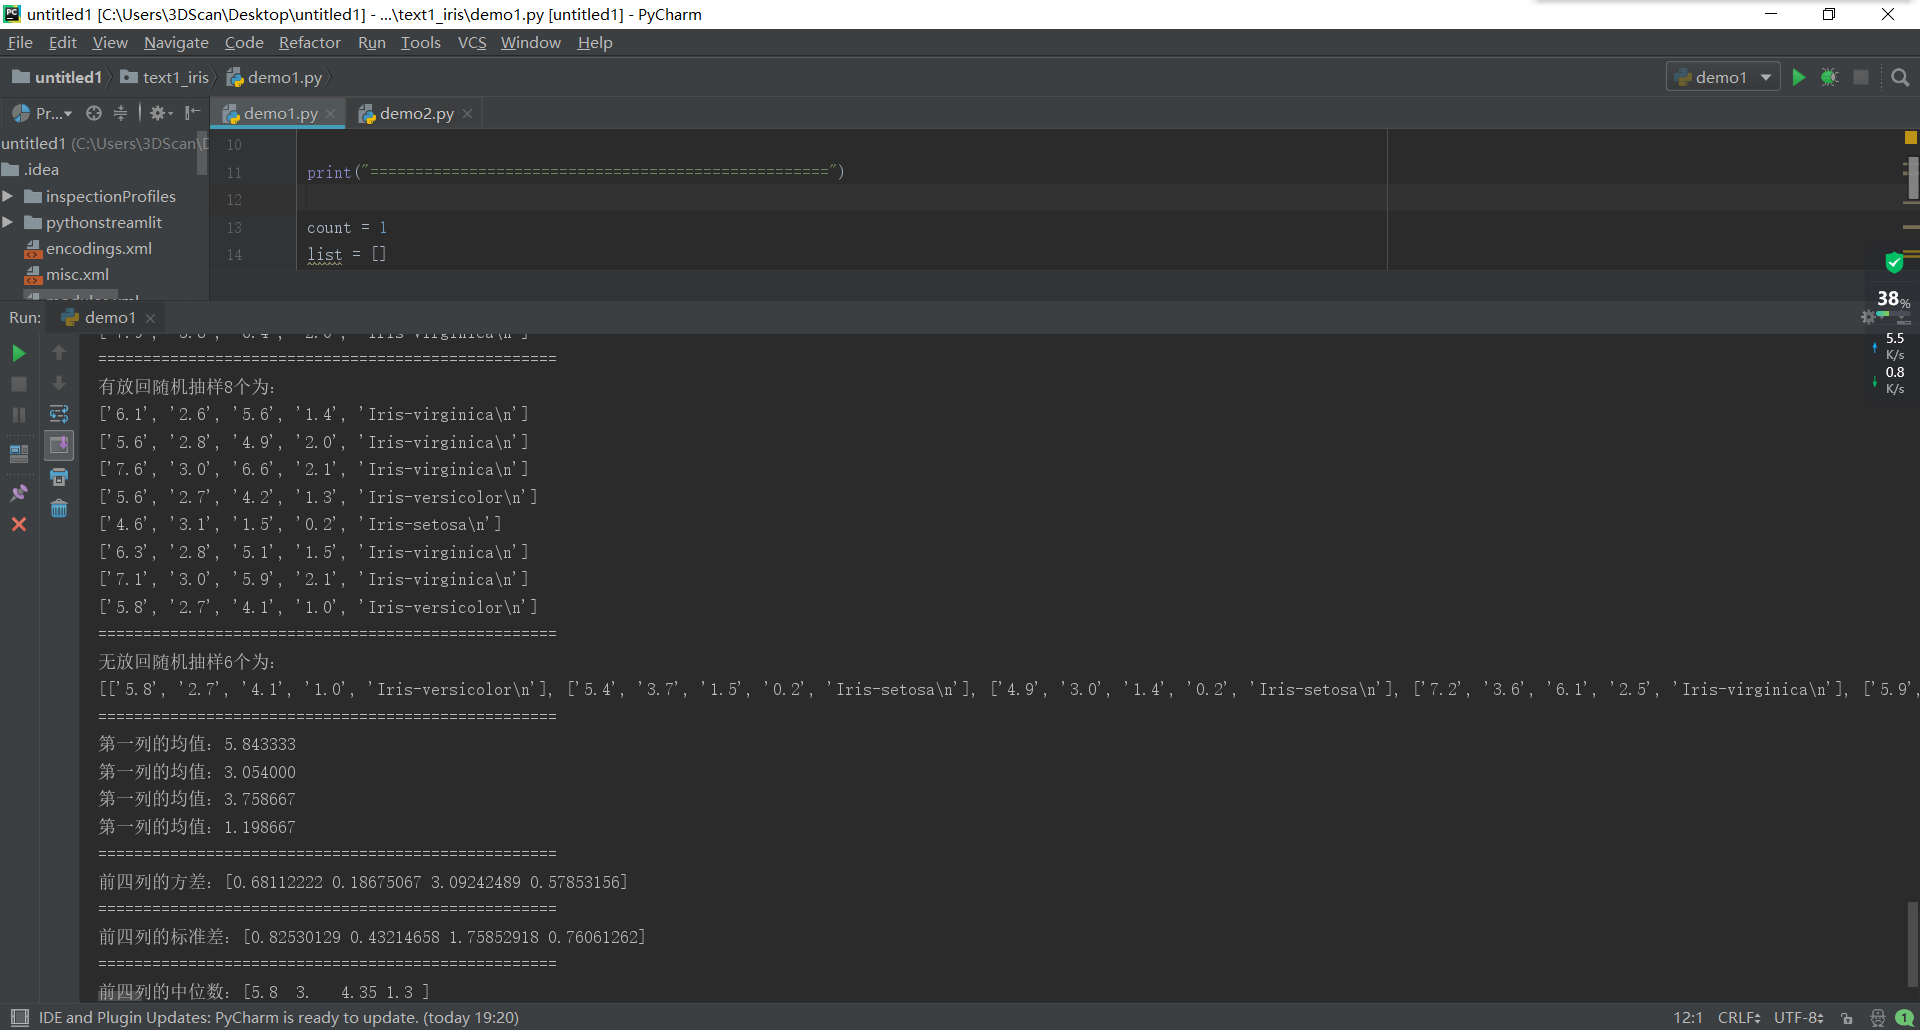 untitled1 [C:\Users\3DScan\Desktop\untitled1] - ...\text1_iris\demo1.py [untitled1] - PyCharm
File Edit View Navigate Code Refactor Run Tools VCS Window Help
untitled1 text1_iris demo1.py
demo1
Pr... demo1.py demo2.py
untitled1 (C:\Users\3DScan\D
.idea
inspectionProfiles
pythonstreamlit
encodings.xml
misc.xml
10
11 print("===================================================")
12
13 count = 1
14 list = []
38%
5.5
K/s
0.8
K/s
Run: demo1
===================================================
有放回随机抽样8个为：
['6.1', '2.6', '5.6', '1.4', 'Iris-virginica\n']
['5.6', '2.8', '4.9', '2.0', 'Iris-virginica\n']
['7.6', '3.0', '6.6', '2.1', 'Iris-virginica\n']
['5.6', '2.7', '4.2', '1.3', 'Iris-versicolor\n']
['4.6', '3.1', '1.5', '0.2', 'Iris-setosa\n']
['6.3', '2.8', '5.1', '1.5', 'Iris-virginica\n']
['7.1', '3.0', '5.9', '2.1', 'Iris-virginica\n']
['5.8', '2.7', '4.1', '1.0', 'Iris-versicolor\n']
===================================================
无放回随机抽样6个为：
[['5.8', '2.7', '4.1', '1.0', 'Iris-versicolor\n'], ['5.4', '3.7', '1.5', '0.2', 'Iris-setosa\n'], ['4.9', '3.0', '1.4', '0.2', 'Iris-setosa\n'], ['7.2', '3.6', '6.1', '2.5', 'Iris-virginica\n'], ['5.9',
===================================================
第一列的均值：5.843333
第一列的均值：3.054000
第一列的均值：3.758667
第一列的均值：1.198667
===================================================
前四列的方差：[0.68112222 0.18675067 3.09242489 0.57853156]
===================================================
前四列的标准差：[0.82530129 0.43214658 1.75852918 0.76061262]
===================================================
前四列的中位数：[5.8  3.   4.35 1.3 ]
IDE and Plugin Updates: PyCharm is ready to update. (today 19:20)
12:1 CRLF UTF-8 1